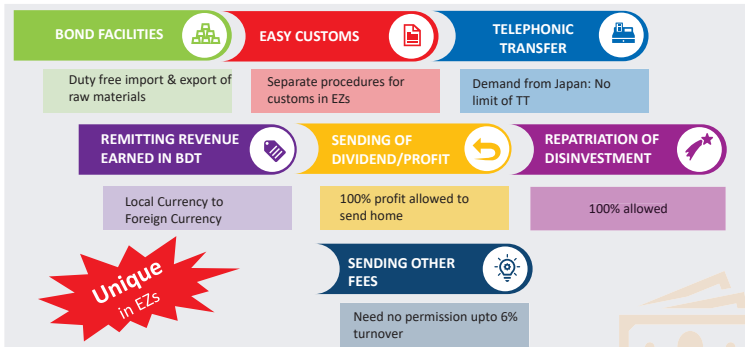 BOND FACILITIES
Duty free import & export of
raw materials
EASY CUSTOMS
Separate procedures for
customs in EZs
TELEPHONIC
TRANSFER
Demand from Japan: No
limit of TT
REMITTING REVENUE
EARNED IN BDT
Local Currency to
Foreign Currency
SENDING OF
DIVIDEND/PROFIT
100% profit allowed to
send home
REPATRIATION OF
DISINVESTMENT
100% allowed
Unique
in EZs
SENDING OTHER
FEES
Need no permission upto 6%
turnover